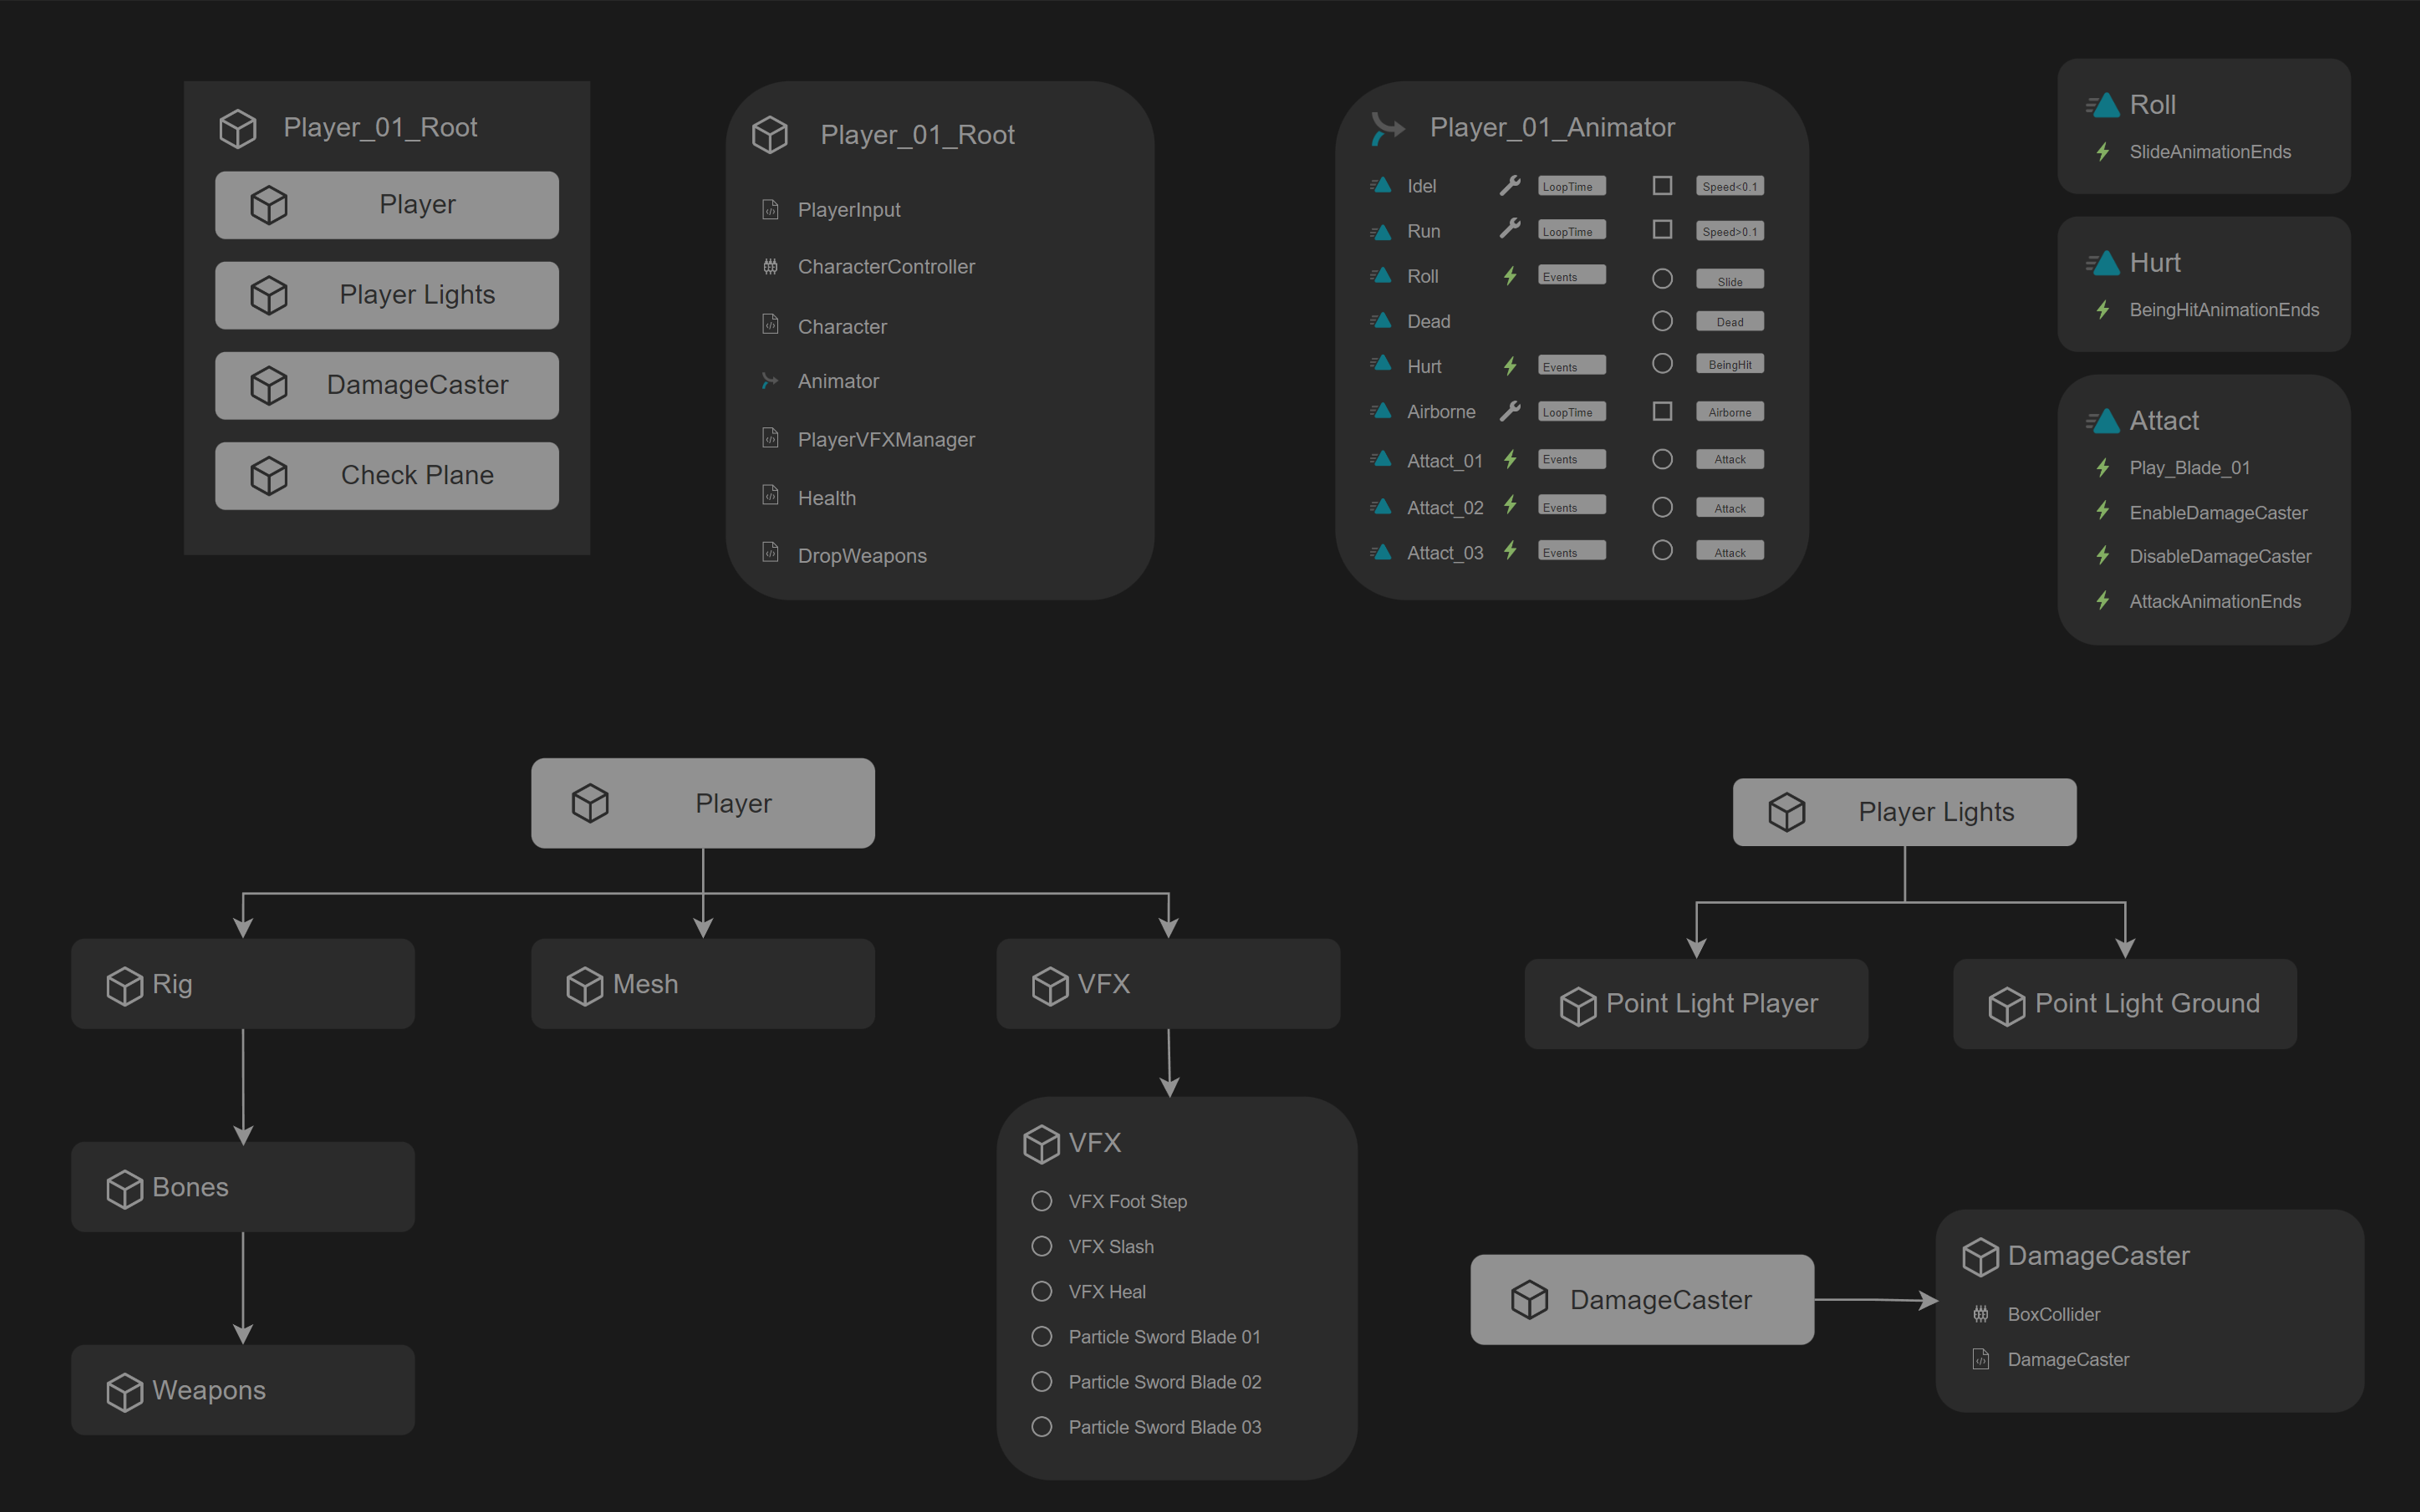 Player_01_Root
Player
Player Lights
DamageCaster
Check Plane
Player_01_Root
PlayerInput
CharacterController
Character
Animator
PlayerVFXManager
Health
DropWeapons
Player_01_Animator
Idel LoopTime Speed<0.1
Run LoopTime Speed>0.1
Roll Events Slide
Dead Dead
Hurt Events BeingHit
Airborne LoopTime Airborne
Attact_01 Events Attack
Attact_02 Events Attack
Attact_03 Events Attack
Roll
SlideAnimationEnds
Hurt
BeingHitAnimationEnds
Attact
Play_Blade_01
EnableDamageCaster
DisableDamageCaster
AttackAnimationEnds
Player
Rig
Mesh
VFX
Bones
Weapons
VFX
VFX Foot Step
VFX Slash
VFX Heal
Particle Sword Blade 01
Particle Sword Blade 02
Particle Sword Blade 03
Player Lights
Point Light Player
Point Light Ground
DamageCaster
DamageCaster
BoxCollider
DamageCaster